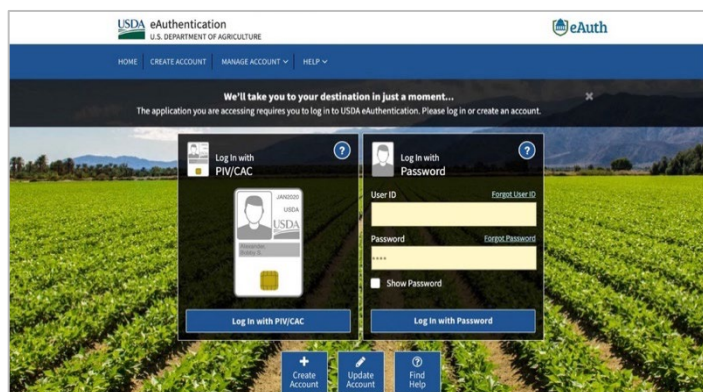 USDA eAuthentication
U.S. DEPARTMENT OF AGRICULTURE
eAuth
HOME CREATE ACCOUNT MANAGE ACCOUNT HELP
We'll take you to your destination in just a moment...
The application you are accessing requires you to log in to USDA eAuthentication. Please log in or create an account.
Log In with
PIV/CAC
?
JAN2020
USDA
USDA
Log In with PIV/CAC
Log In with
Password
?
User ID Forgot User ID
Password Forgot Password
Show Password
Log In with Password
Create
Account
Update
Account
Find
Help